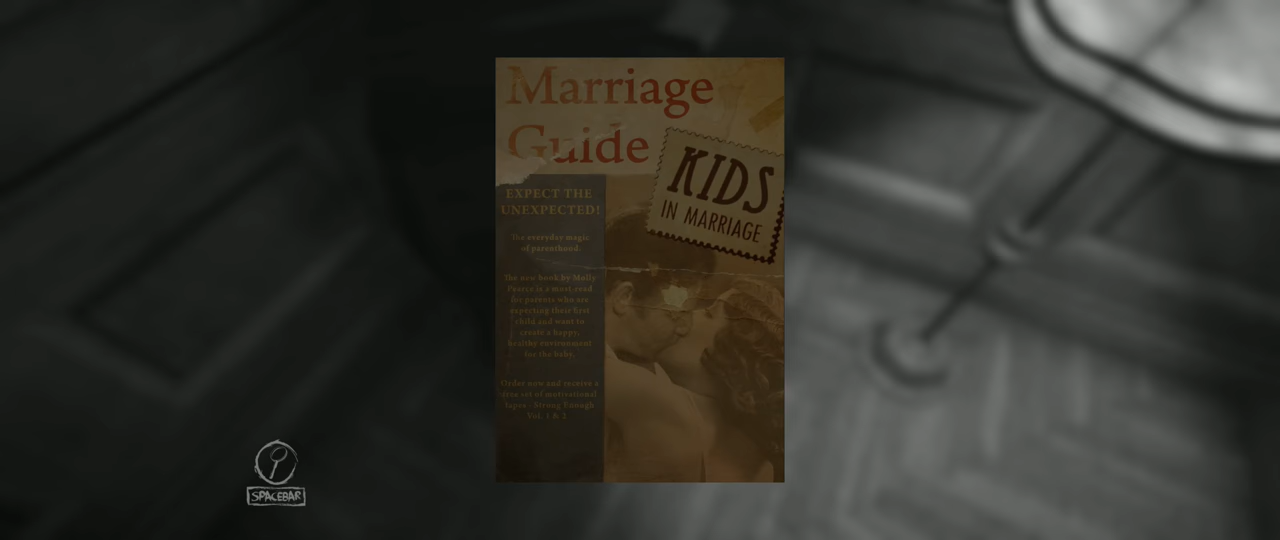 Marriage
Guide
KIDS
IN MARRIAGE
EXPECT THE
UNEXPECTED!
The everyday magic
of parenthood.
The new book by Molly
Pearce is a must-read
for parents who are
expecting their first
child and want to
create a happy,
healthy environment
for the baby.
Order now and receive a
free set of motivational
Tapes - Strong Enough
Vol. 1 & 2
SPACEBAR